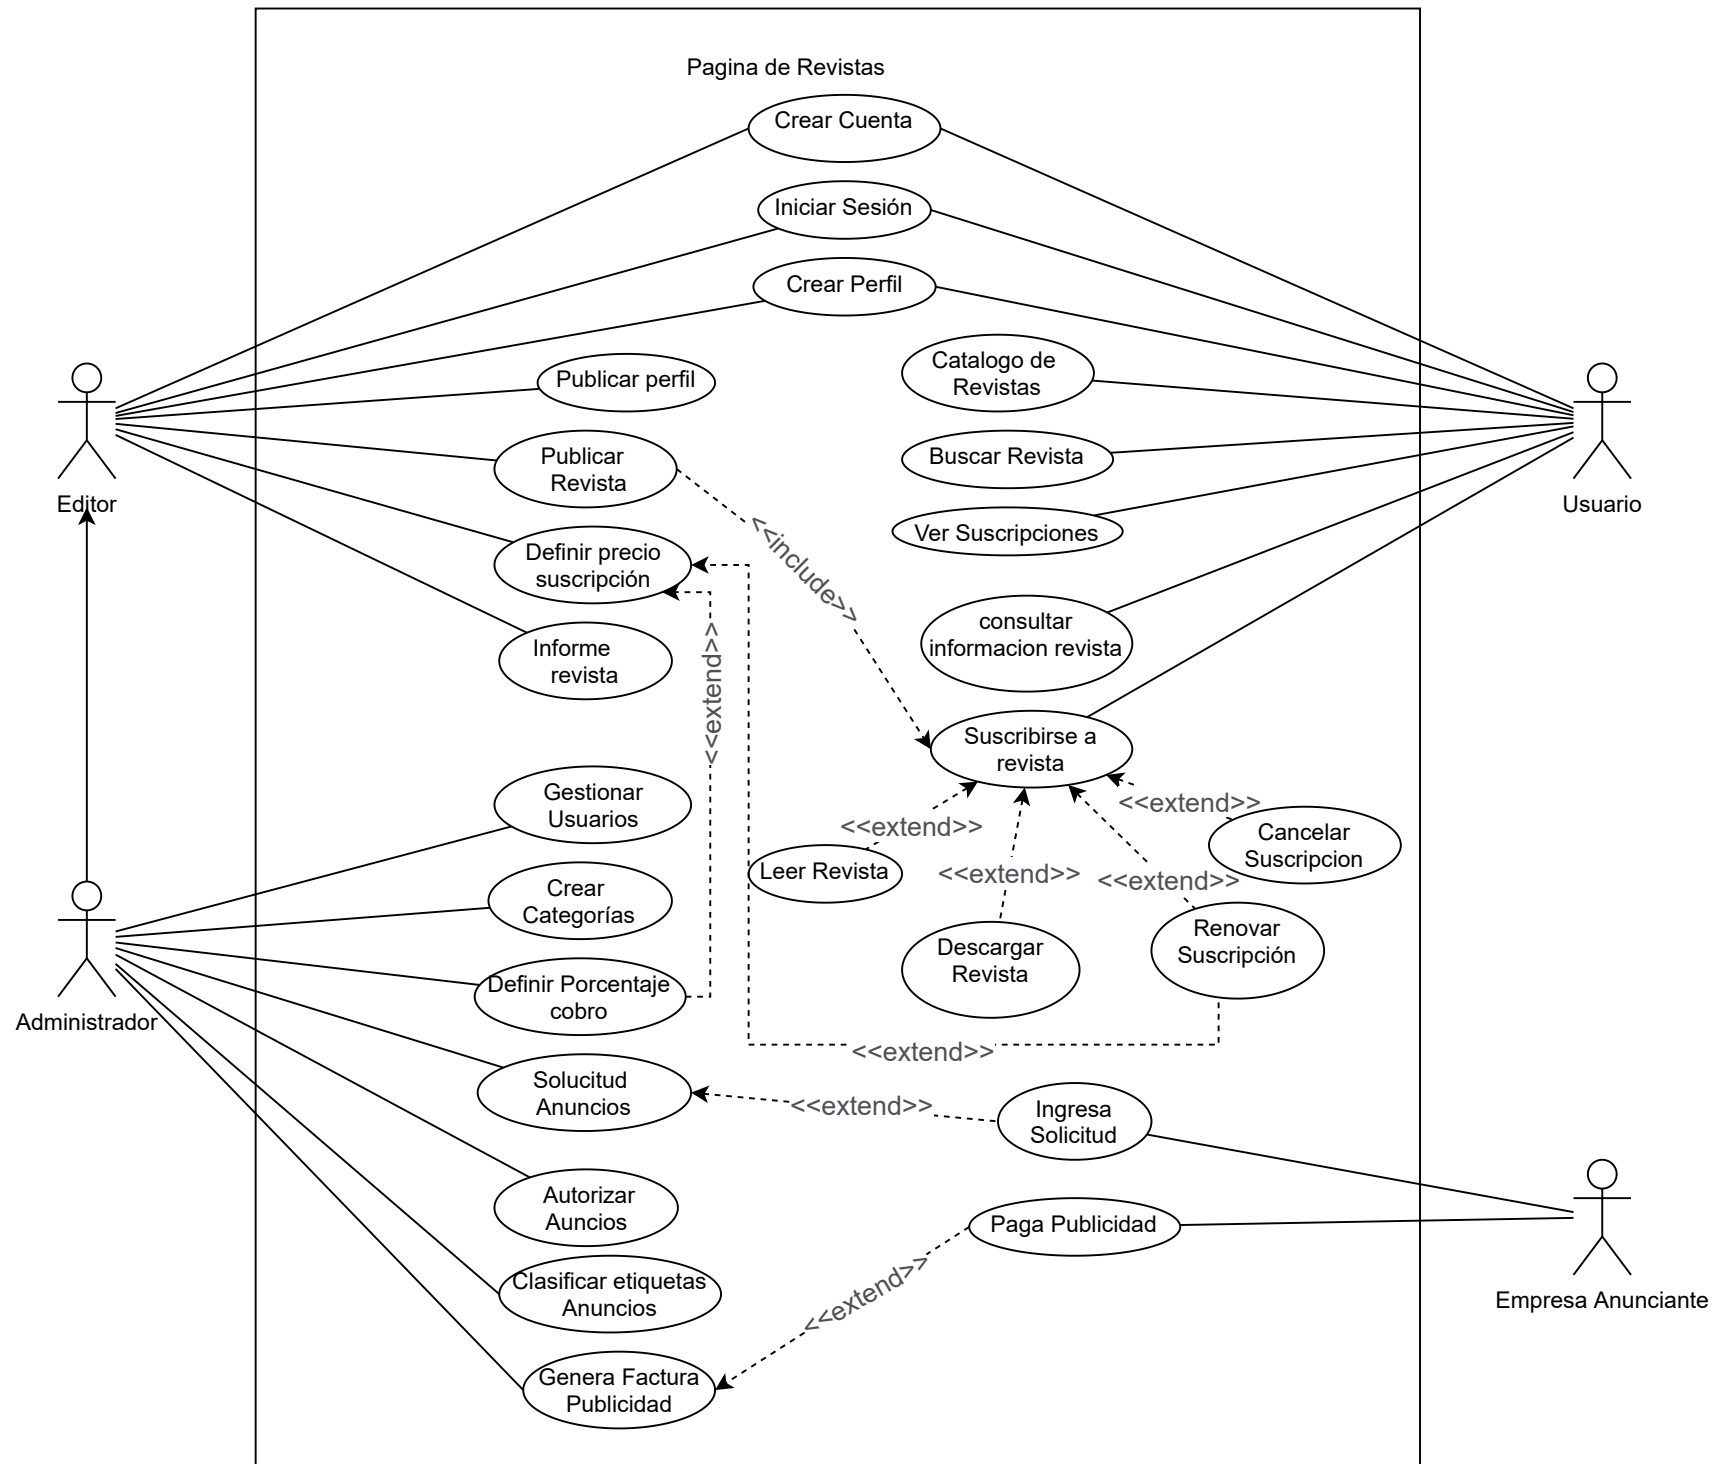 Pagina de Revistas
Crear Cuenta
Iniciar Sesión
Crear Perfil
Publicar perfil
Catalogo de
Revistas
Publicar
Revista
Buscar Revista
Editor
Usuario
<<include>>
Ver Suscripciones
Definir precio
suscripción
consultar
informacion revista
Informe
revista
<<extend>>
Suscribirse a
revista
Gestionar
Usuarios
<<extend>>
<<extend>>
Cancelar
Suscripcion
Leer Revista
<<extend>>
<<extend>>
Crear
Categorías
Descargar
Revista
Renovar
Suscripción
Definir Porcentaje
cobro
Administrador
<<extend>>
Solucitud
Anuncios
<<extend>>
Ingresa
Solicitud
Autorizar
Auncios
Paga Publicidad
Clasificar etiquetas
Anuncios
<<extend>>
Empresa Anunciante
Genera Factura
Publicidad